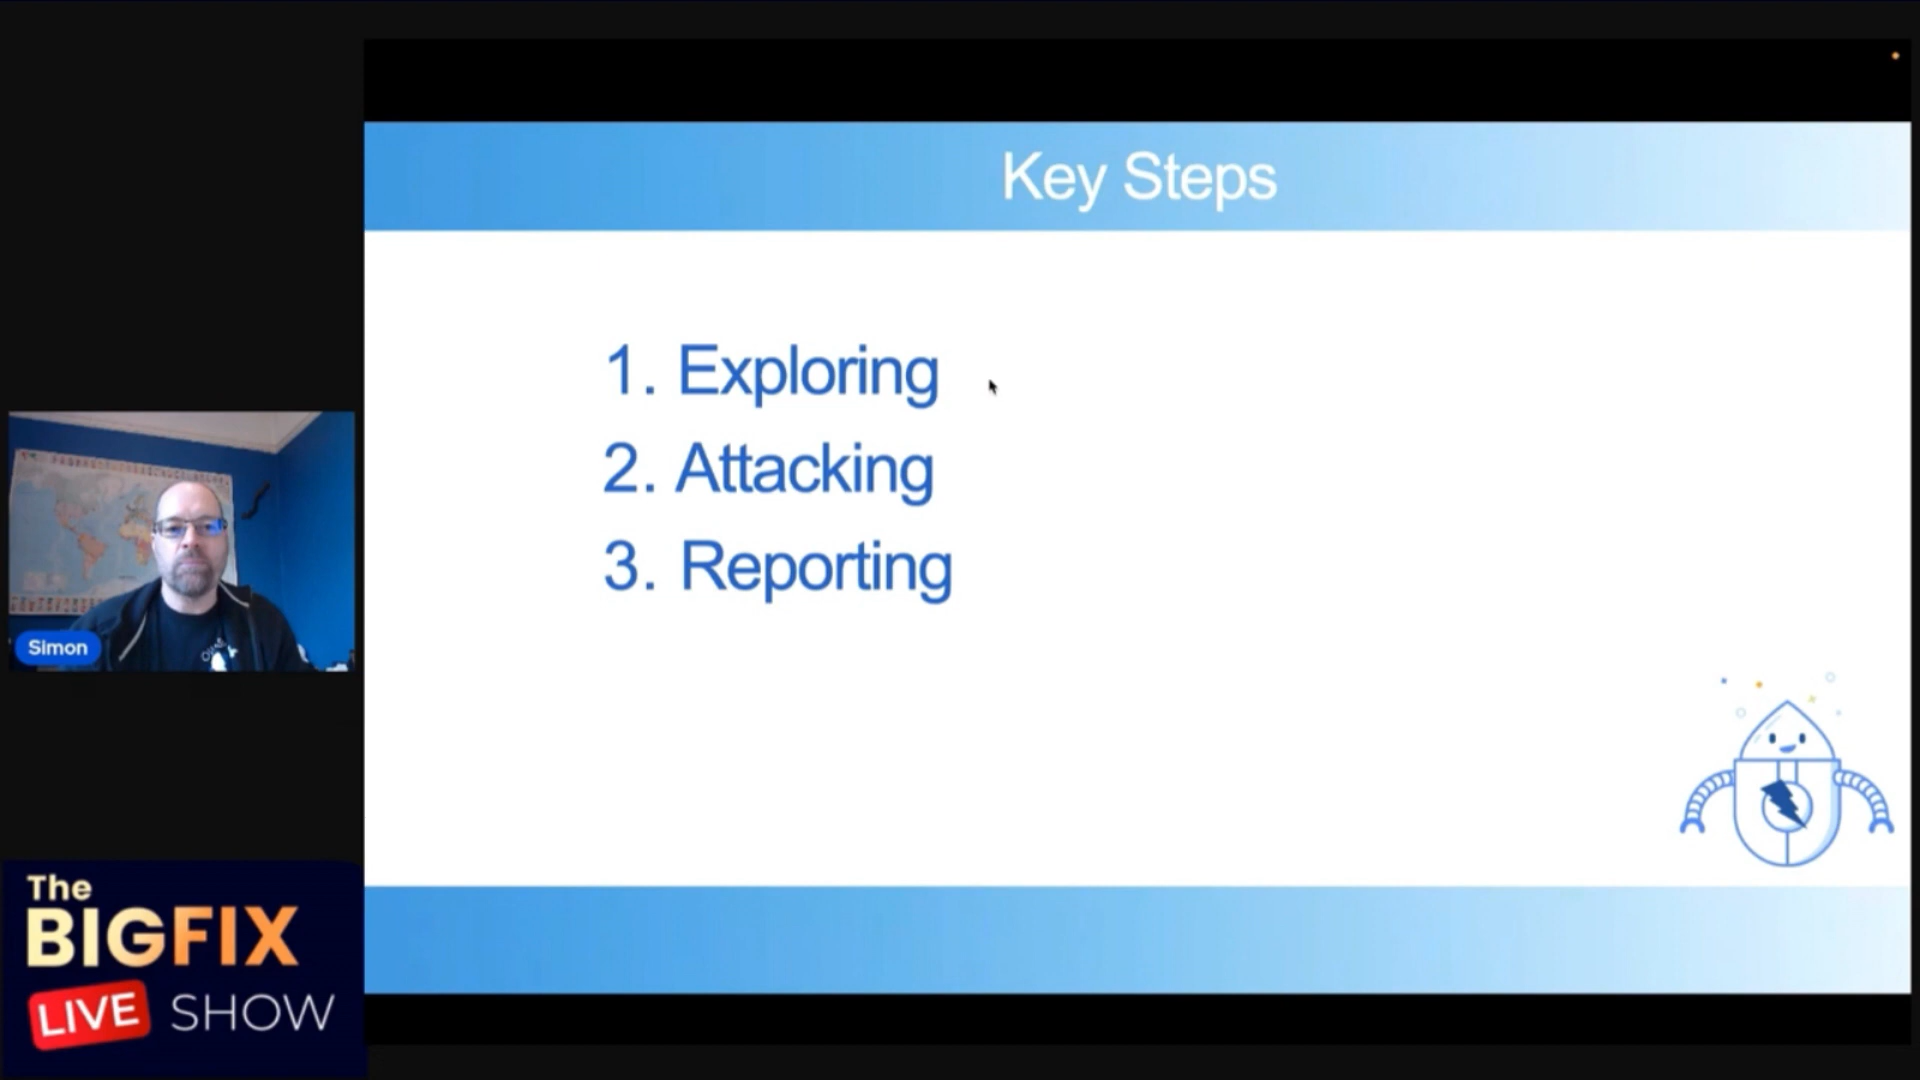 Key Steps
1. Exploring
2. Attacking
3. Reporting
Simon
The
BIGFIX
LIVE SHOW